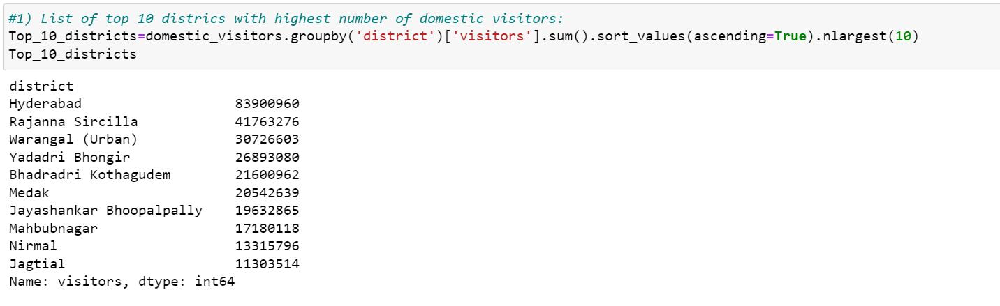 #1) List of top 10 districs with highest number of domestic visitors:
Top_10_districts=domestic_visitors.groupby('district')['visitors'].sum().sort_values(ascending=True).nlargest(10)
Top_10_districts
district
Hyderabad 83900960
Rajanna Sircilla 41763276
Warangal (Urban) 30726603
Yadadri Bhongir 26893080
Bhadradri Kothagudem 21600962
Medak 20542639
Jayashankar Bhoopalpally 19632865
Mahbubnagar 17180118
Nirmal 13315796
Jagtial 11303514
Name: visitors, dtype: int64